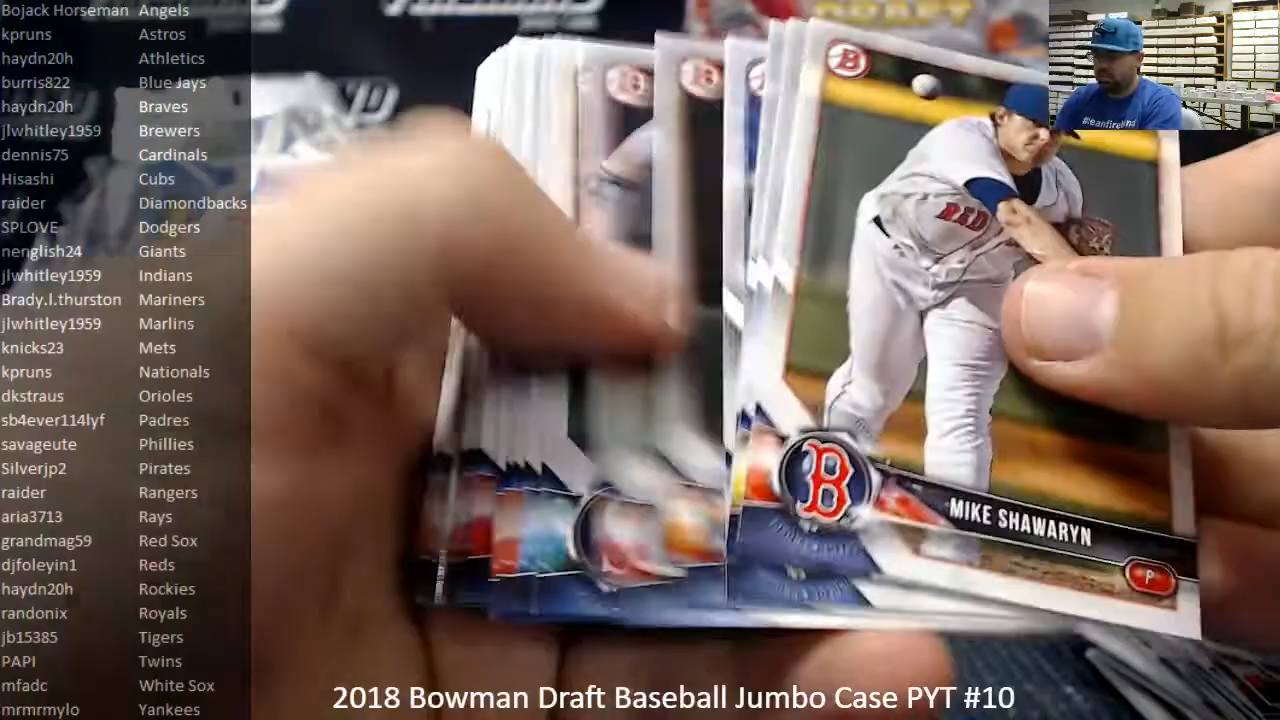 Bojack Horseman Angels
kpruns Astros
haydn20h Athletics
burris822 Blue Jays
haydn20h Braves
jlwhitley1959 Brewers
dennis75 Cardinals
Hisashi Cubs
raider Diamondbacks
SPLOVE Dodgers
nenglish24 Giants
jlwhitley1959 Indians
Brady.l.thurston Mariners
jlwhitley1959 Marlins
knicks23 Mets
kpruns Nationals
dkstraus Orioles
sb4ever114lyf Padres
savageute Phillies
Silverjp2 Pirates
raider Rangers
aria3713 Rays
grandmag59 Red Sox
djfoleyin1 Reds
haydn20h Rockies
randonix Royals
jb15385 Tigers
PAPI Twins
mfadc White Sox
mrmrmylo Yankees
DRAFT
B
RED
B
MIKE SHAWARYN
P
2018 Bowman Draft Baseball Jumbo Case PYT #10